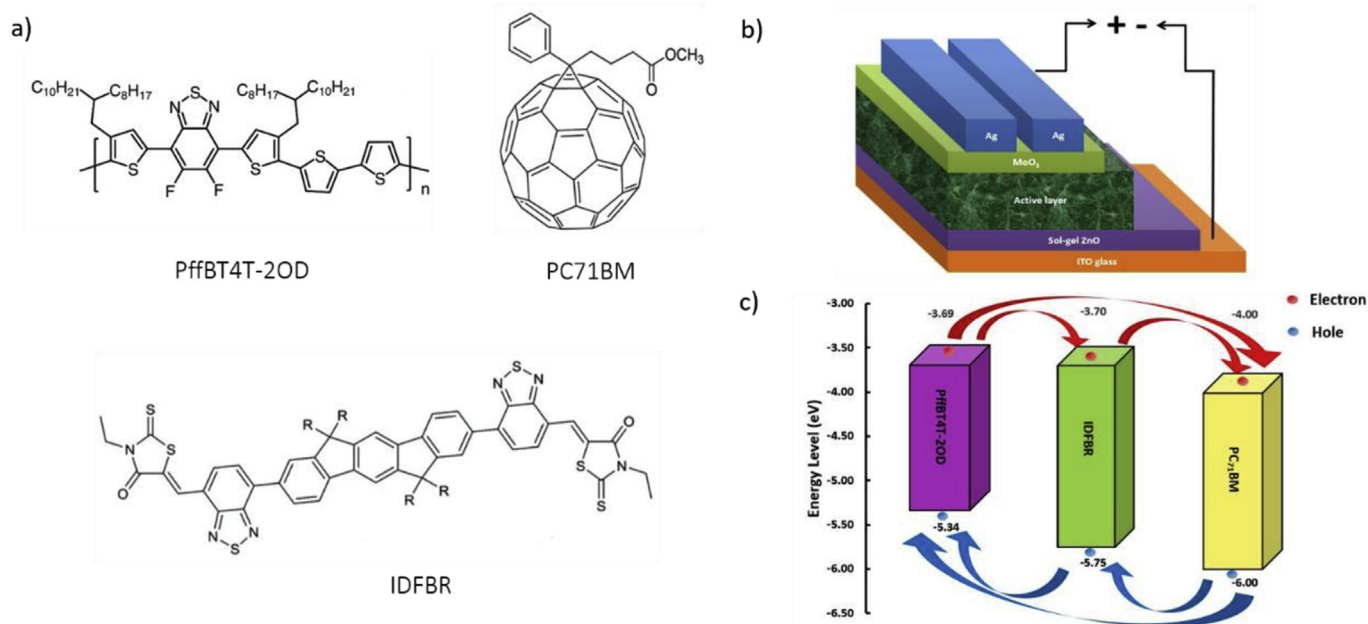 a)
C10H21
C8H17
S
N
N
C8H17
C10H21
S
F
F
S
S
S
n
PffBT4T-2OD
OCH3
O
PC71BM
S
N
S
O
N
S
N
R
R
R
R
N
S
N
O
S
N
S
IDFBR
b)
+ -
Ag
Ag
MoO3
Active layer
Sol-gel ZnO
ITO glass
c)
Electron
Hole
Energy Level (eV)
-3.00
-3.50
-4.00
-4.50
-5.00
-5.50
-6.00
-6.50
-3.69
-3.70
-4.00
PffBT4T-2OD
IDFBR
PC71BM
-5.34
-5.75
-6.00